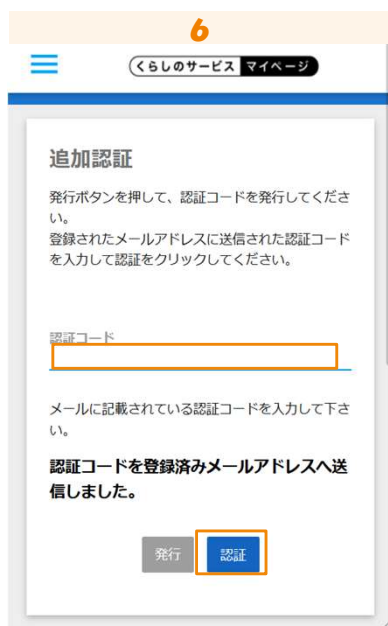 6
くらしのサービス マイページ
追加認証
発行ボタンを押して、認証コードを発行してくださ
い。
登録されたメールアドレスに送信された認証コード
を入力して認証をクリックしてください。
認証コード
メールに記載されている認証コードを入力して下さ
い。
認証コードを登録済みメールアドレスへ送
信しました。
発行 認証